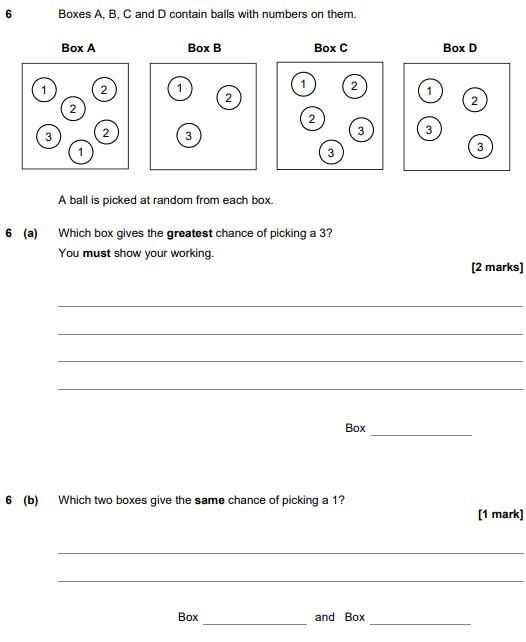 6 Boxes A, B, C and D contain balls with numbers on them.
Box A Box B Box C Box D
1 2 2 3 2 1
1 2 3
1 2 2 3 3
1 2 3 3
A ball is picked at random from each box.
6 (a) Which box gives the greatest chance of picking a 3?
You must show your working.
[2 marks]
Box
6 (b) Which two boxes give the same chance of picking a 1?
[1 mark]
Box and Box